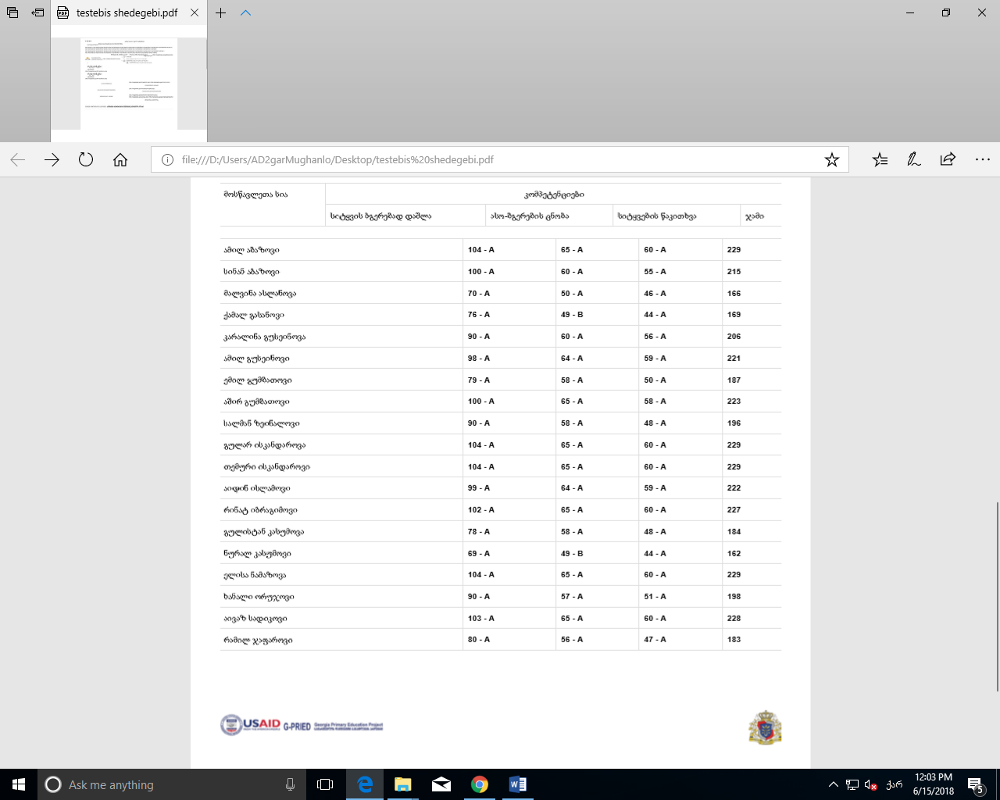 testebis shedegebi.pdf
file:///D:/Users/AD2garMughanlo/Desktop/testebis%20shedegebi.pdf
მოსწავლეთა სია კომპეტენციები
სიტყვის ბგერებად დაშლა ასო-ბგერების ცნობა სიტყვების წაკითხვა ჯამი
ამილ აბაზოვი 104 - A 65 - A 60 - A 229
სინან აბაზოვი 100 - A 60 - A 55 - A 215
მალვინა ასლანოვა 70 - A 50 - A 46 - A 166
ქამალ გასანოვი 76 - A 49 - B 44 - A 169
კარალინა გუსეინოვა 90 - A 60 - A 56 - A 206
ამილ გუსეინოვი 98 - A 64 - A 59 - A 221
ემილ გუმბათოვი 79 - A 58 - A 50 - A 187
აშირ გუმბათოვი 100 - A 65 - A 58 - A 223
სალმან ზეინალოვი 90 - A 58 - A 48 - A 196
გულარ ისკანდაროვა 104 - A 65 - A 60 - A 229
თემური ისკანდაროვი 104 - A 65 - A 60 - A 229
აიდინ ისლამოვი 99 - A 64 - A 59 - A 222
რინატ იბრაგიმოვი 102 - A 65 - A 60 - A 227
გულისტან კასუმოვა 78 - A 58 - A 48 - A 184
ნურალ კასუმოვი 69 - A 49 - B 44 - A 162
ელისა ნამაზოვა 104 - A 65 - A 60 - A 229
ხანალი ორუჯოვი 90 - A 57 - A 51 - A 198
აივაზ სადიკოვი 103 - A 65 - A 60 - A 228
რამილ ჯაფაროვი 80 - A 56 - A 47 - A 183
USAID G-PRIED Georgia Primary Education Project
Ask me anything
ქარ
12:03 PM
6/15/2018
5